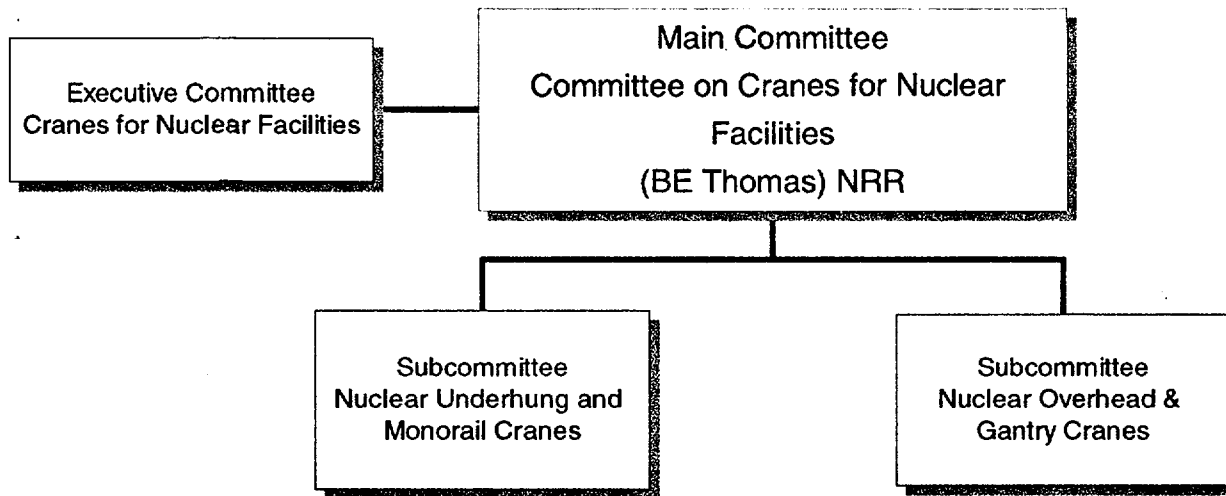 Executive Committee
Cranes for Nuclear Facilities
Main Committee
Committee on Cranes for Nuclear
Facilities
(BE Thomas) NRR
Subcommittee
Nuclear Underhung and
Monorail Cranes
Subcommittee
Nuclear Overhead &
Gantry Cranes